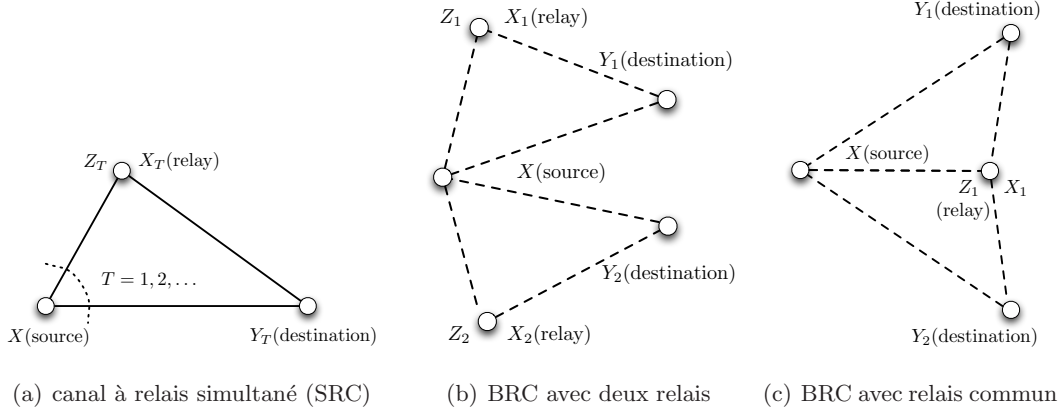 Z_T X_T(relay)
T = 1, 2, . . .
X(source)
Y_T(destination)
(a) canal à relais simultané (SRC)
Z_1 X_1(relay)
Y_1(destination)
X(source)
Y_2(destination)
Z_2 X_2(relay)
(b) BRC avec deux relais
Y_1(destination)
X(source)
Z_1 X_1
(relay)
Y_2(destination)
(c) BRC avec relais commun